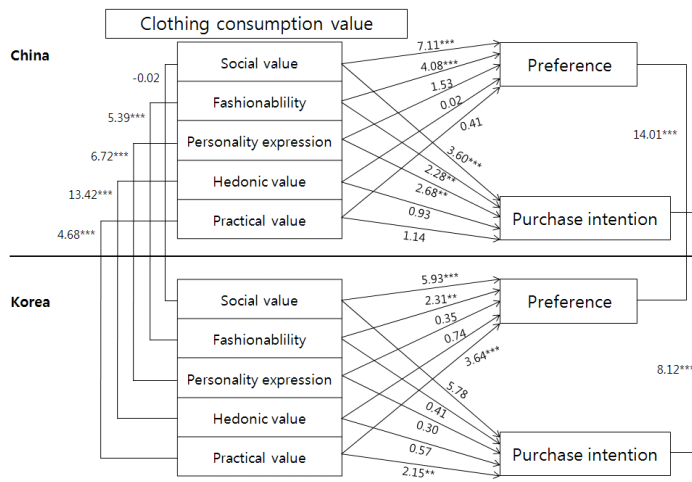 Clothing consumption value
China
Social value
Fashionablility
Personality expression
Hedonic value
Practical value
-0.02
5.39***
6.72***
13.42***
4.68***
7.11***
4.08***
1.53
0.02
0.41
3.60***
2.28**
2.68**
0.93
1.14
Preference
Purchase intention
14.01***
Korea
Social value
Fashionablility
Personality expression
Hedonic value
Practical value
5.93***
2.31**
0.35
0.74
3.64***
5.78
0.41
0.30
0.57
2.15**
Preference
Purchase intention
8.12***